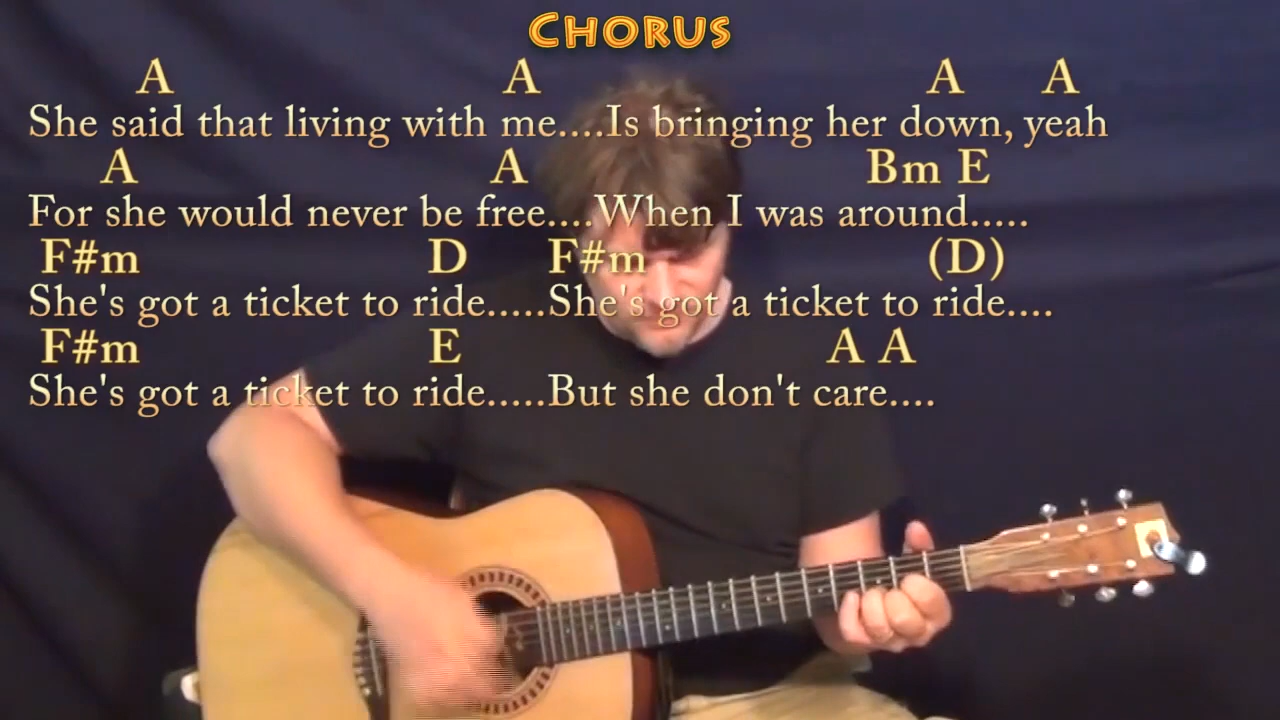 CHORUS
A A A A
She said that living with me....Is bringing her down, yeah
A A Bm E
For she would never be free....When I was around.....
F#m D F#m (D)
She's got a ticket to ride.....She's got a ticket to ride....
F#m E A A
She's got a ticket to ride.....But she don't care....